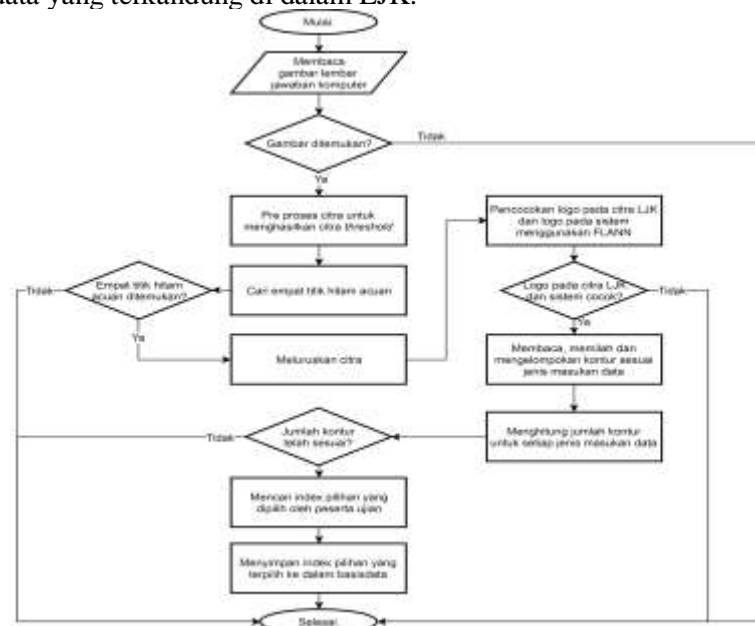 data yang terkandung di dalam LJK.
Mulai
Membaca
gambar lembar
jawaban komputer
Gambar ditemukan?
Tidak
Ya
Pre proses citra untuk
menghasilkan citra threshold
Cari empat titik hitam acuan
Empat titik hitam
acuan ditemukan?
Tidak
Ya
Meluruskan citra
Pencocokan logo pada citra LJK
dan logo pada sistem
menggunakan FLANN
Logo pada citra LJK
dan sistem cocok?
Tidak
Ya
Membaca, memilah dan
mengelompokan kontur sesuai
jenis masukan data
Menghitung jumlah kontur
untuk setiap jenis masukan data
Jumlah kontur
telah sesuai?
Tidak
Mencari index pilihan yang
dipilih oleh peserta ujian
Menyimpan index pilihan yang
terpilih ke dalam basisdata
Selesai